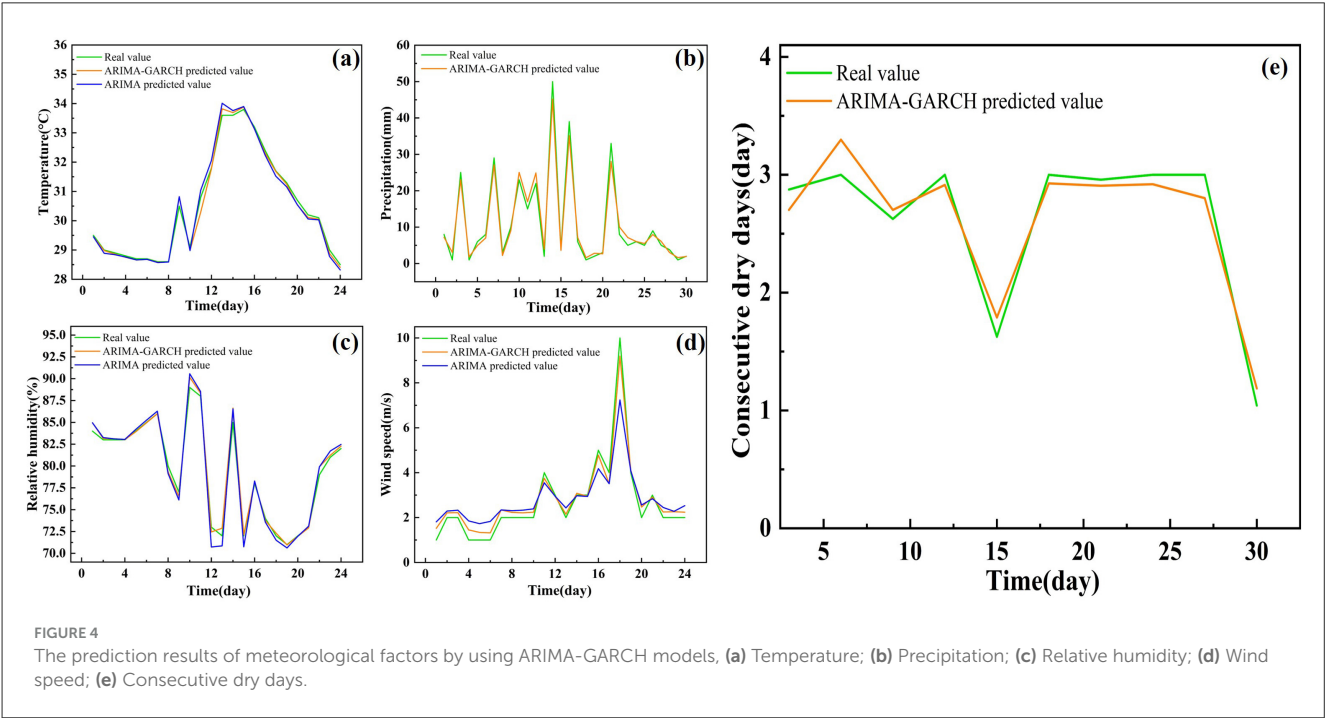 (a)
Real value
ARIMA-GARCH predicted value
ARIMA predicted value
Temperature(°C)
36
35
34
33
32
31
30
29
28
0 4 8 12 16 20 24
Time(day)
(b)
Real value
ARIMA-GARCH predicted value
Precipitation(mm)
60
50
40
30
20
10
0
0 5 10 15 20 25 30
Time(day)
(c)
Real value
ARIMA-GARCH predicted value
ARIMA predicted value
Relative humidity(%)
95.0
92.5
90.0
87.5
85.0
82.5
80.0
77.5
75.0
72.5
70.0
0 4 8 12 16 20 24
Time(day)
(d)
Real value
ARIMA-GARCH predicted value
ARIMA predicted value
Wind speed(m/s)
10
8
6
4
2
0
0 4 8 12 16 20 24
Time(day)
(e)
Real value
ARIMA-GARCH predicted value
Consecutive dry days(day)
4
3
2
1
0
5 10 15 20 25 30
Time(day)
FIGURE 4
The prediction results of meteorological factors by using ARIMA-GARCH models, (a) Temperature; (b) Precipitation; (c) Relative humidity; (d) Wind
speed; (e) Consecutive dry days.